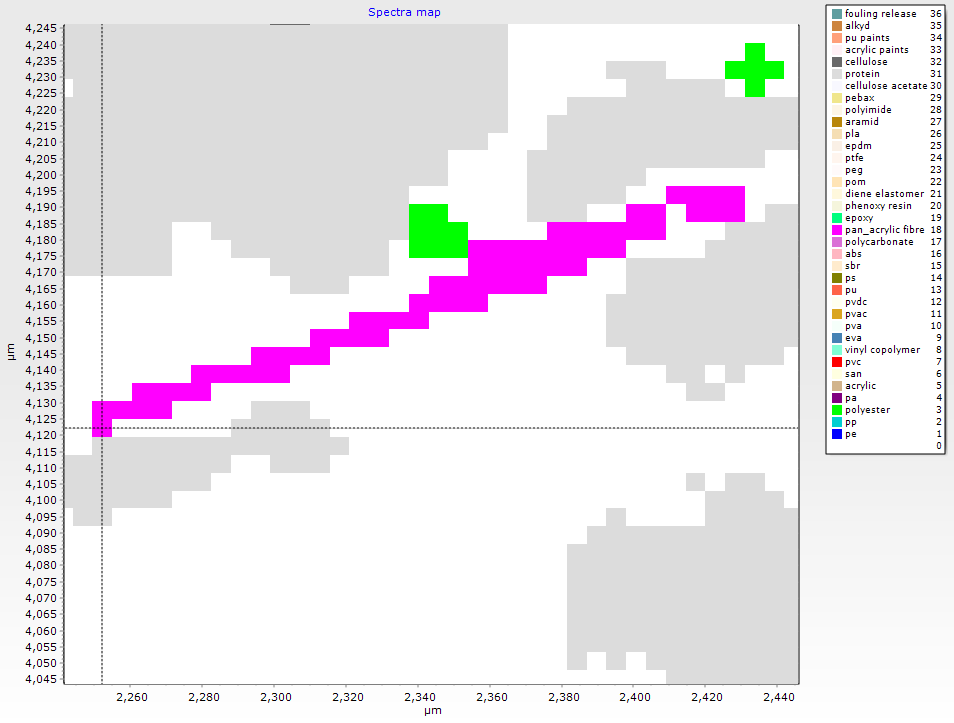 Spectra map
4,245
4,240
4,235
4,230
4,225
4,220
4,215
4,210
4,205
4,200
4,195
4,190
4,185
4,180
4,175
4,170
4,165
4,160
4,155
4,150
4,145
4,140
4,135
4,130
4,125
4,120
4,115
4,110
4,105
4,100
4,095
4,090
4,085
4,080
4,075
4,070
4,065
4,060
4,055
4,050
4,045
µm
2,260 2,280 2,300 2,320 2,340 2,360 2,380 2,400 2,420 2,440
µm
fouling release 36
alkyd 35
pu paints 34
acrylic paints 33
cellulose 32
protein 31
cellulose acetate 30
pebax 29
polyimide 28
aramid 27
pla 26
epdm 25
ptfe 24
peg 23
pom 22
diene elastomer 21
phenoxy resin 20
epoxy 19
pan_acrylic fibre 18
polycarbonate 17
abs 16
sbr 15
ps 14
pu 13
pvdc 12
pvac 11
pva 10
eva 9
vinyl copolymer 8
pvc 7
san 6
acrylic 5
pa 4
polyester 3
pp 2
pe 1
0